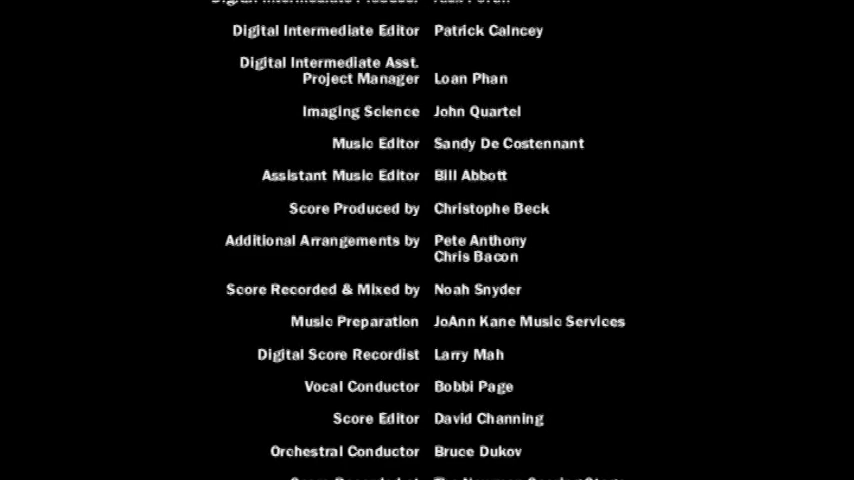 Digital Intermediate Editor Patrick Calncey
Digital Intermediate Asst.
Project Manager Loan Phan
Imaging Science John Quartel
Music Editor Sandy De Costennant
Assistant Music Editor Bill Abbott
Score Produced by Christophe Beck
Additional Arrangements by Pete Anthony
Chris Bacon
Score Recorded & Mixed by Noah Snyder
Music Preparation JoAnn Kane Music Services
Digital Score Recordist Larry Mah
Vocal Conductor Bobbi Page
Score Editor David Channing
Orchestral Conductor Bruce Dukov